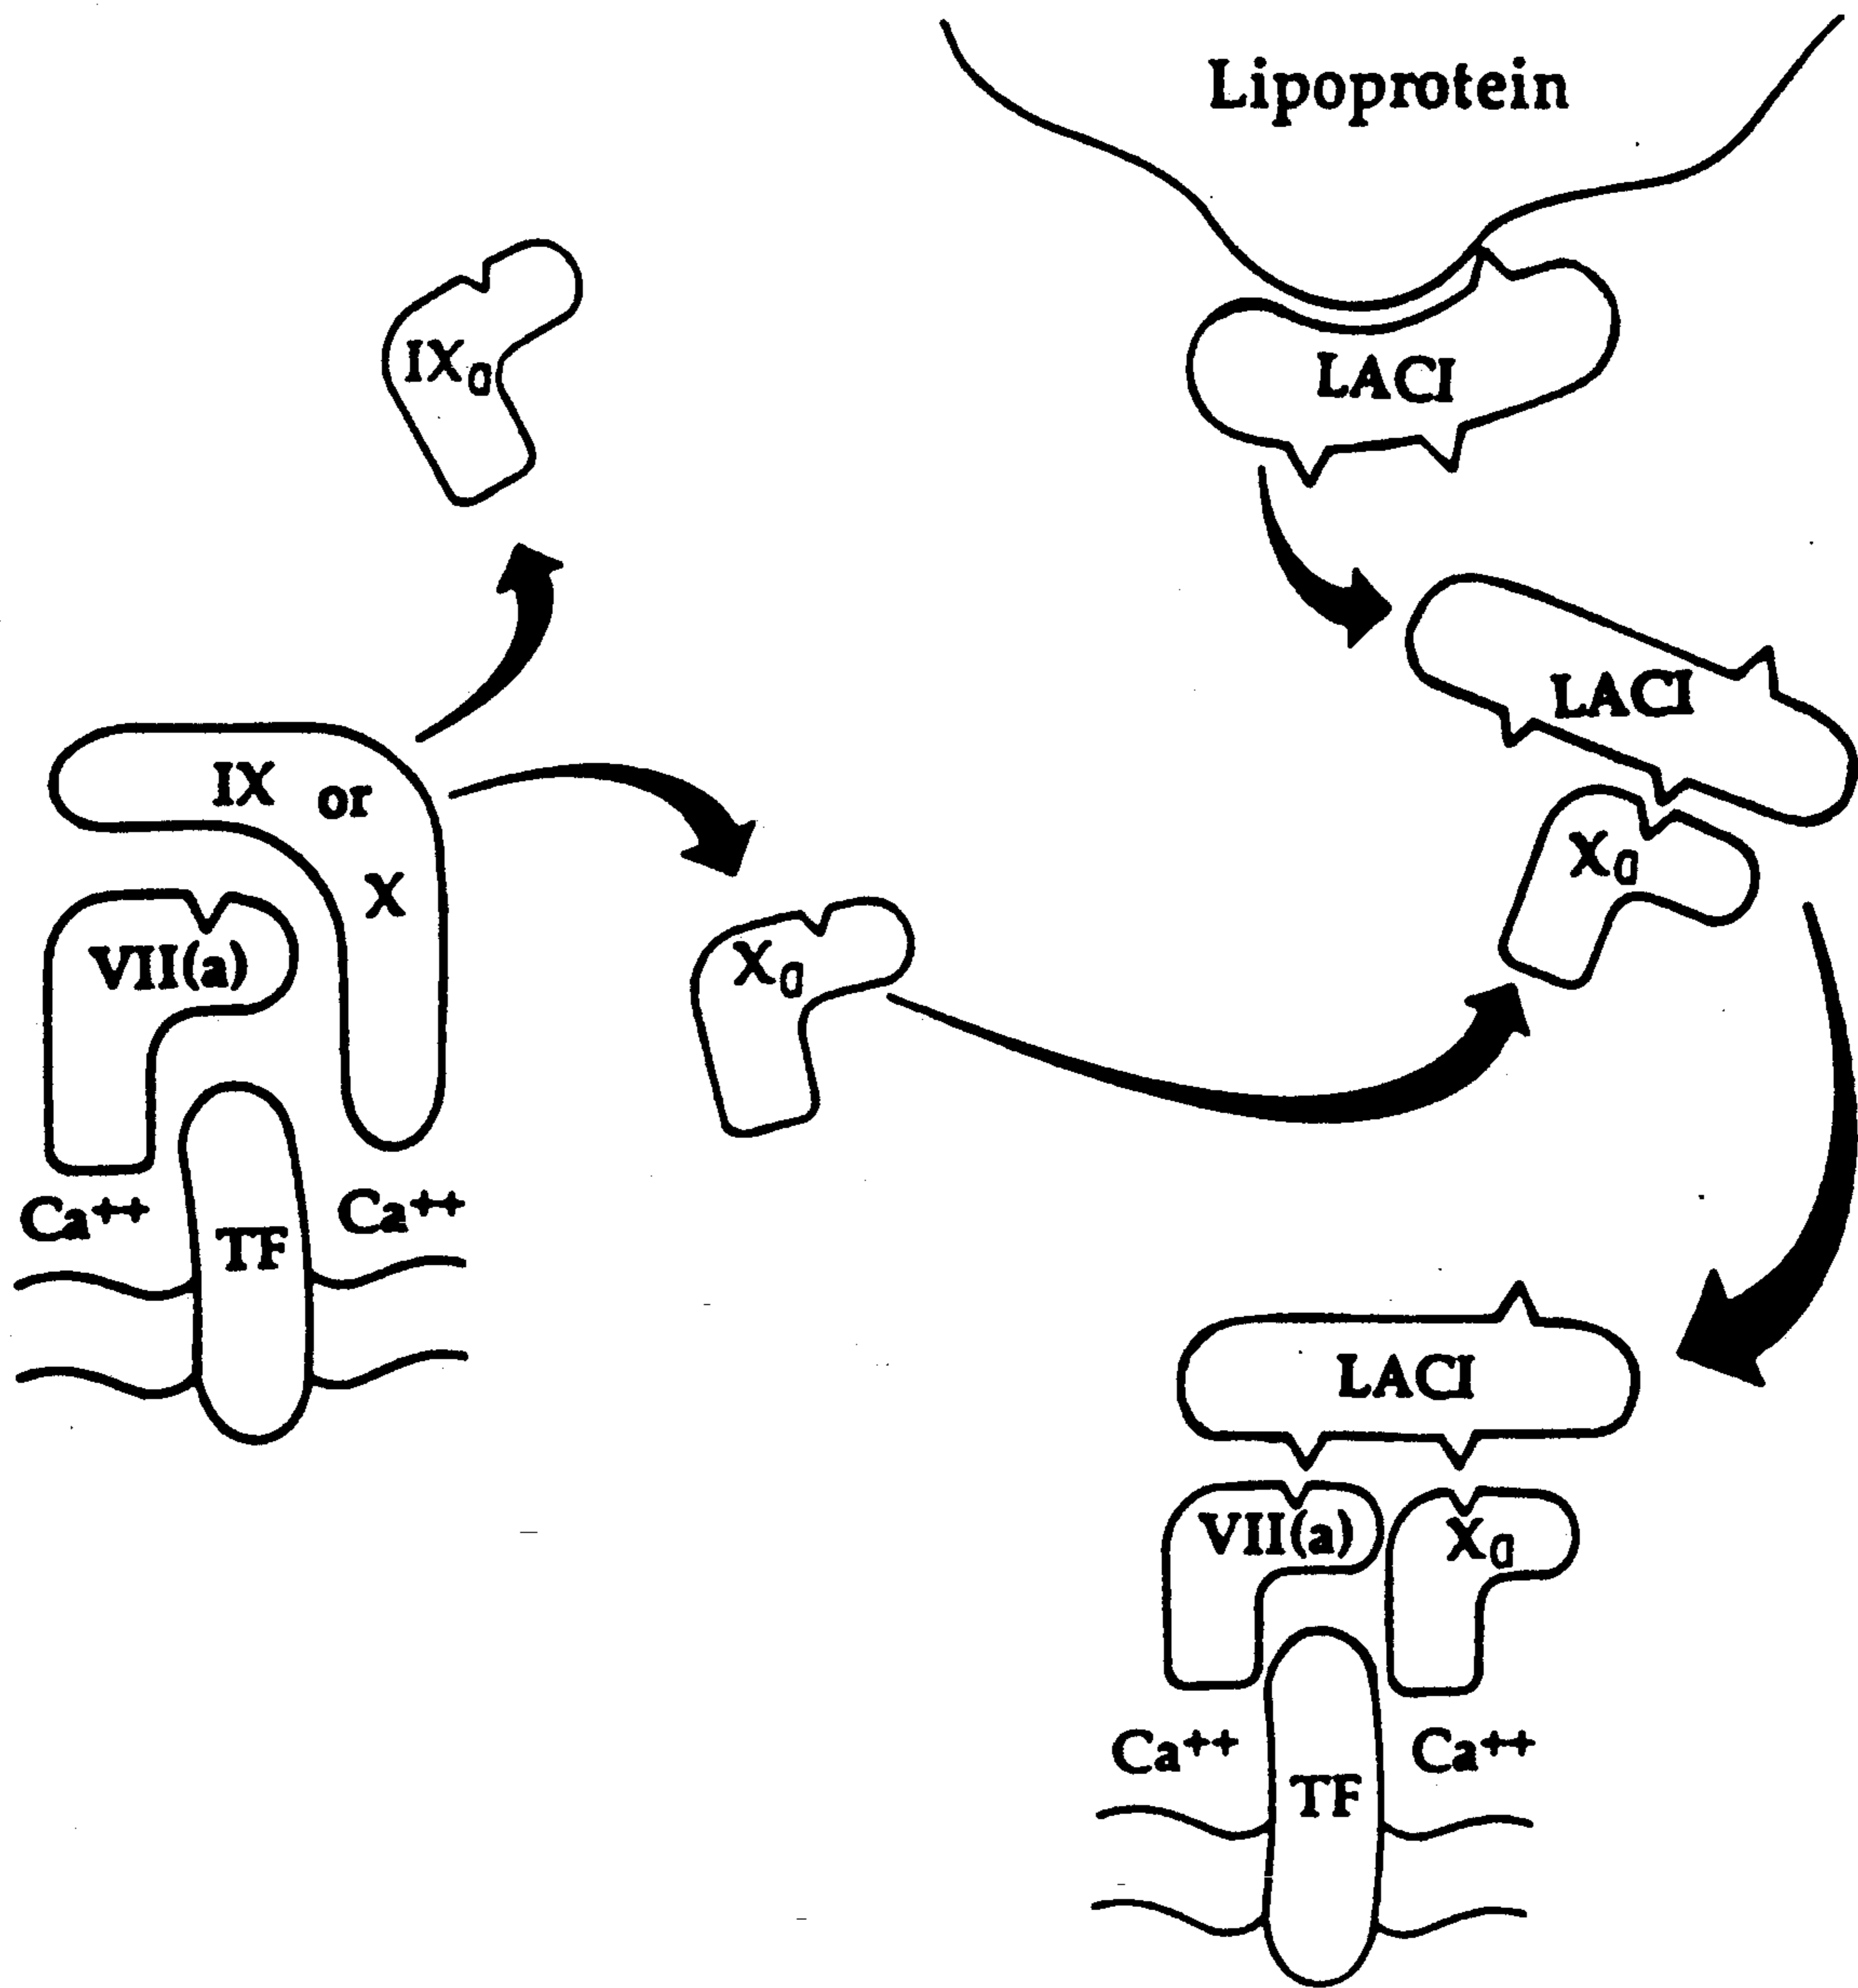 Lipoprotein
LACI
IXa
LACI
IX or
X
Xa
VII(a)
Xa
Ca++
Ca++
TF
LACI
VII(a)
Xa
Ca++
Ca++
TF